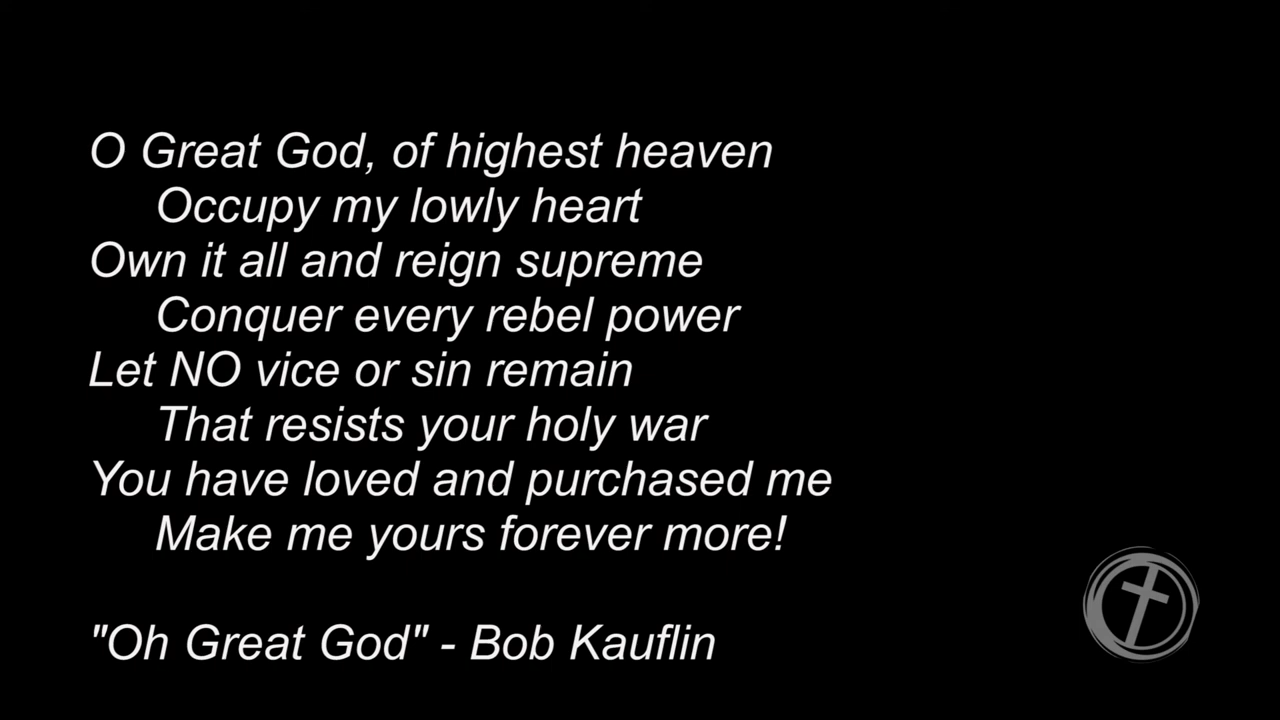 O Great God, of highest heaven
Occupy my lowly heart
Own it all and reign supreme
Conquer every rebel power
Let NO vice or sin remain
That resists your holy war
You have loved and purchased me
Make me yours forever more!
"Oh Great God" - Bob Kauflin